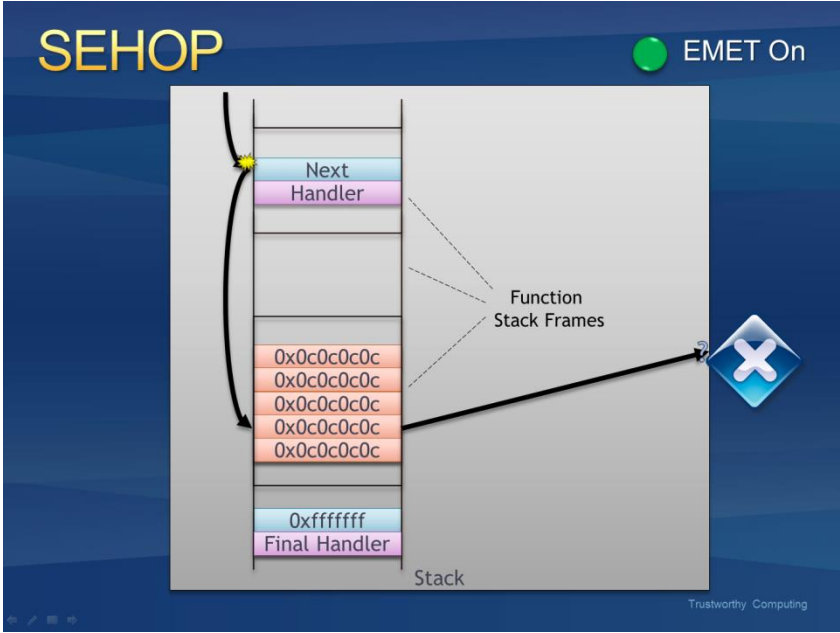 SEHOP
EMET On
Next
Handler
Function
Stack Frames
?
0x0c0c0c0c
0x0c0c0c0c
0x0c0c0c0c
0x0c0c0c0c
0x0c0c0c0c
0xfffffff
Final Handler
Stack
Trustworthy Computing